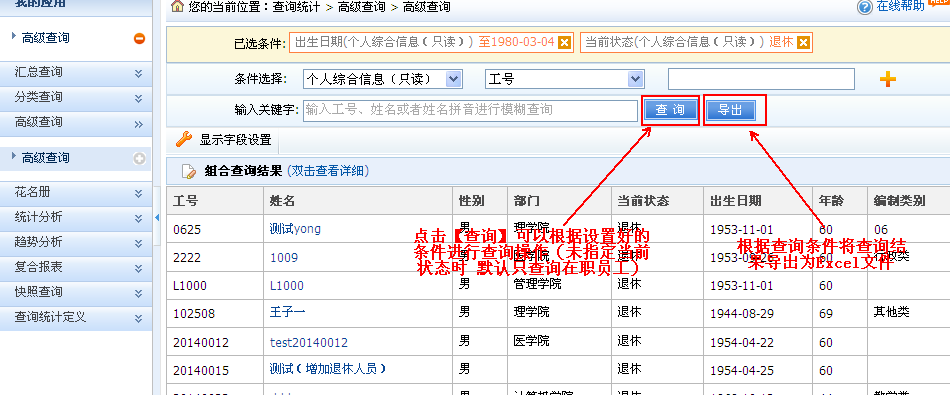 我的应用
您的当前位置：查询统计 > 高级查询 > 高级查询
在线帮助
高级查询
已选条件: 出生日期(个人综合信息（只读）) 至1980-03-04 当前状态(个人综合信息（只读）) 退休
汇总查询
条件选择: 个人综合信息（只读） 工号
分类查询
输入关键字: 输入工号、姓名或者姓名拼音进行模糊查询 查 询 导出
高级查询
显示字段设置
高级查询
组合查询结果 (双击查看详细)
花名册
工号 姓名 性别 部门 当前状态 出生日期 年龄 编制类别
统计分析
0625 测试yong 男 理学院 退休 1953-11-01 60 06
点击【查询】可以根据设置好的
条件进行查询操作（未指定当前
状态时 默认只查询在职员工）
根据查询条件将查询结
果导出为Excel文件
趋势分析
2222 1009 60
复合报表
L1000 L1000 男 管理学院 退休 1953-11-01 60
快照查询
102508 王子一 男 理学院 退休 1944-08-29 69 其他类
查询统计定义
20140012 test20140012 男 医学院 退休 1954-04-22 60
20140015 测试（增加退休人员） 男 退休 1954-04-25 60